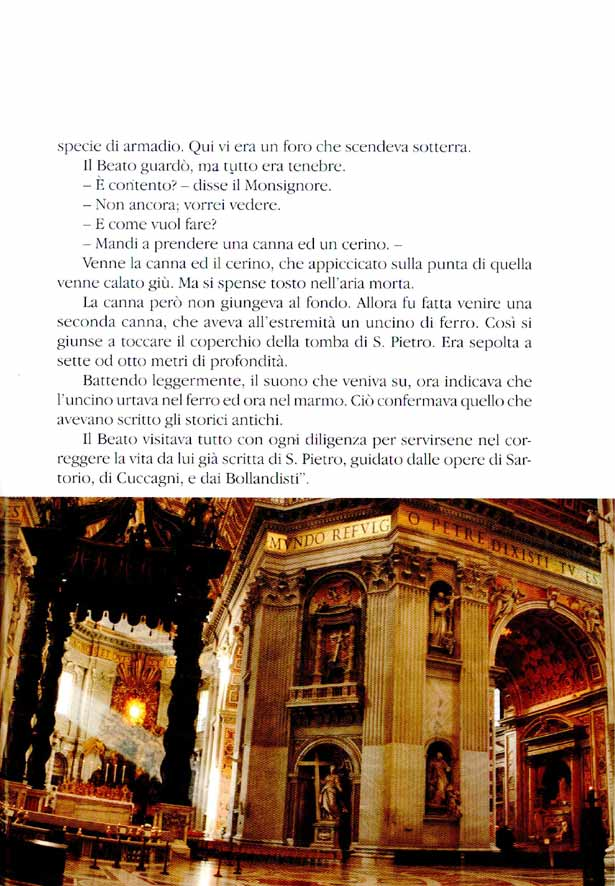 specie di armadio. Qui vi era un foro che scendeva sotterra.
Il Beato guardò, ma tutto era tenebre.
– È contento? – disse il Monsignore.
– Non ancora; vorrei vedere.
– E come vuol fare?
– Mandi a prendere una canna ed un cerino. –
Venne la canna ed il cerino, che appiccicato sulla punta di quella
venne calato giù. Ma si spense tosto nell'aria morta.
La canna però non giungeva al fondo. Allora fu fatta venire una
seconda canna, che aveva all'estremità un uncino di ferro. Così si
giunse a toccare il coperchio della tomba di S. Pietro. Era sepolta a
sette od otto metri di profondità.
Battendo leggermente, il suono che veniva su, ora indicava che
l'uncino urtava nel ferro ed ora nel marmo. Ciò confermava quello che
avevano scritto gli storici antichi.
Il Beato visitava tutto con ogni diligenza per servirsene nel cor-
reggere la vita da lui già scritta di S. Pietro, guidato dalle opere di Sar-
torio, di Cuccagni, e dai Bollandisti”.
MVNDO REFVLG
O PETRE DIXISTI TV ES